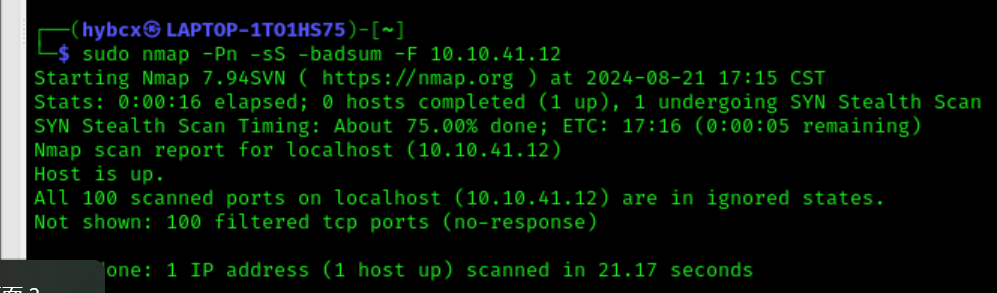 ┌──(hybcx㉿LAPTOP-1TO1HS75)-[~]
└─$ sudo nmap -Pn -sS -badsum -F 10.10.41.12
Starting Nmap 7.94SVN ( https://nmap.org ) at 2024-08-21 17:15 CST
Stats: 0:00:16 elapsed; 0 hosts completed (1 up), 1 undergoing SYN Stealth Scan
SYN Stealth Scan Timing: About 75.00% done; ETC: 17:16 (0:00:05 remaining)
Nmap scan report for localhost (10.10.41.12)
Host is up.
All 100 scanned ports on localhost (10.10.41.12) are in ignored states.
Not shown: 100 filtered tcp ports (no-response)
one: 1 IP address (1 host up) scanned in 21.17 seconds